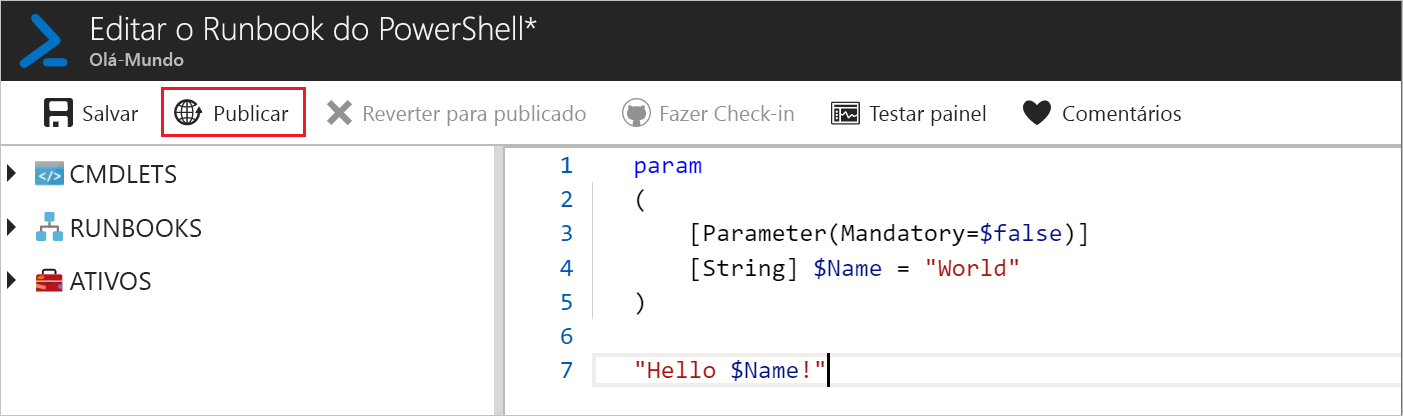 Editar o Runbook do PowerShell*
Olá-Mundo
Salvar Publicar Reverter para publicado Fazer Check-in Testar painel Comentários
CMDLETS
RUNBOOKS
ATIVOS
1 param
2 (
3 [Parameter(Mandatory=$false)]
4 [String] $Name = "World"
5 )
6
7 "Hello $Name!"